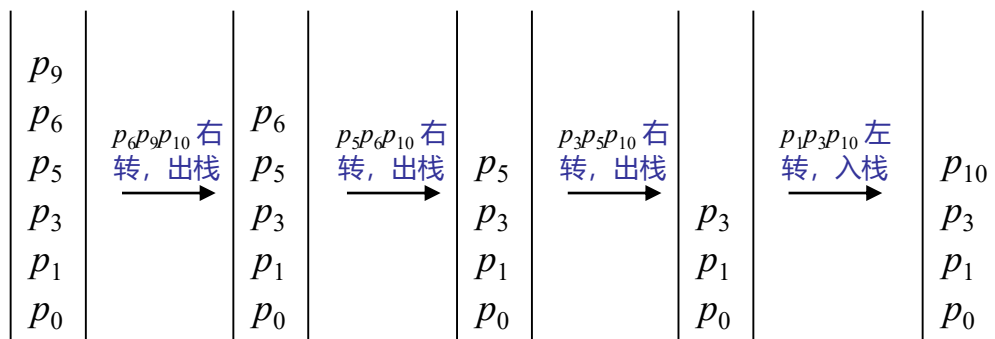 p₉
p₆
p₅
p₃
p₁
p₀
p₆p₉p₁₀ 右
转，出栈
p₆
p₅
p₃
p₁
p₀
p₅p₆p₁₀ 右
转，出栈
p₅
p₃
p₁
p₀
p₃p₅p₁₀ 右
转，出栈
p₃
p₁
p₀
p₁p₃p₁₀ 左
转，入栈
p₁₀
p₃
p₁
p₀